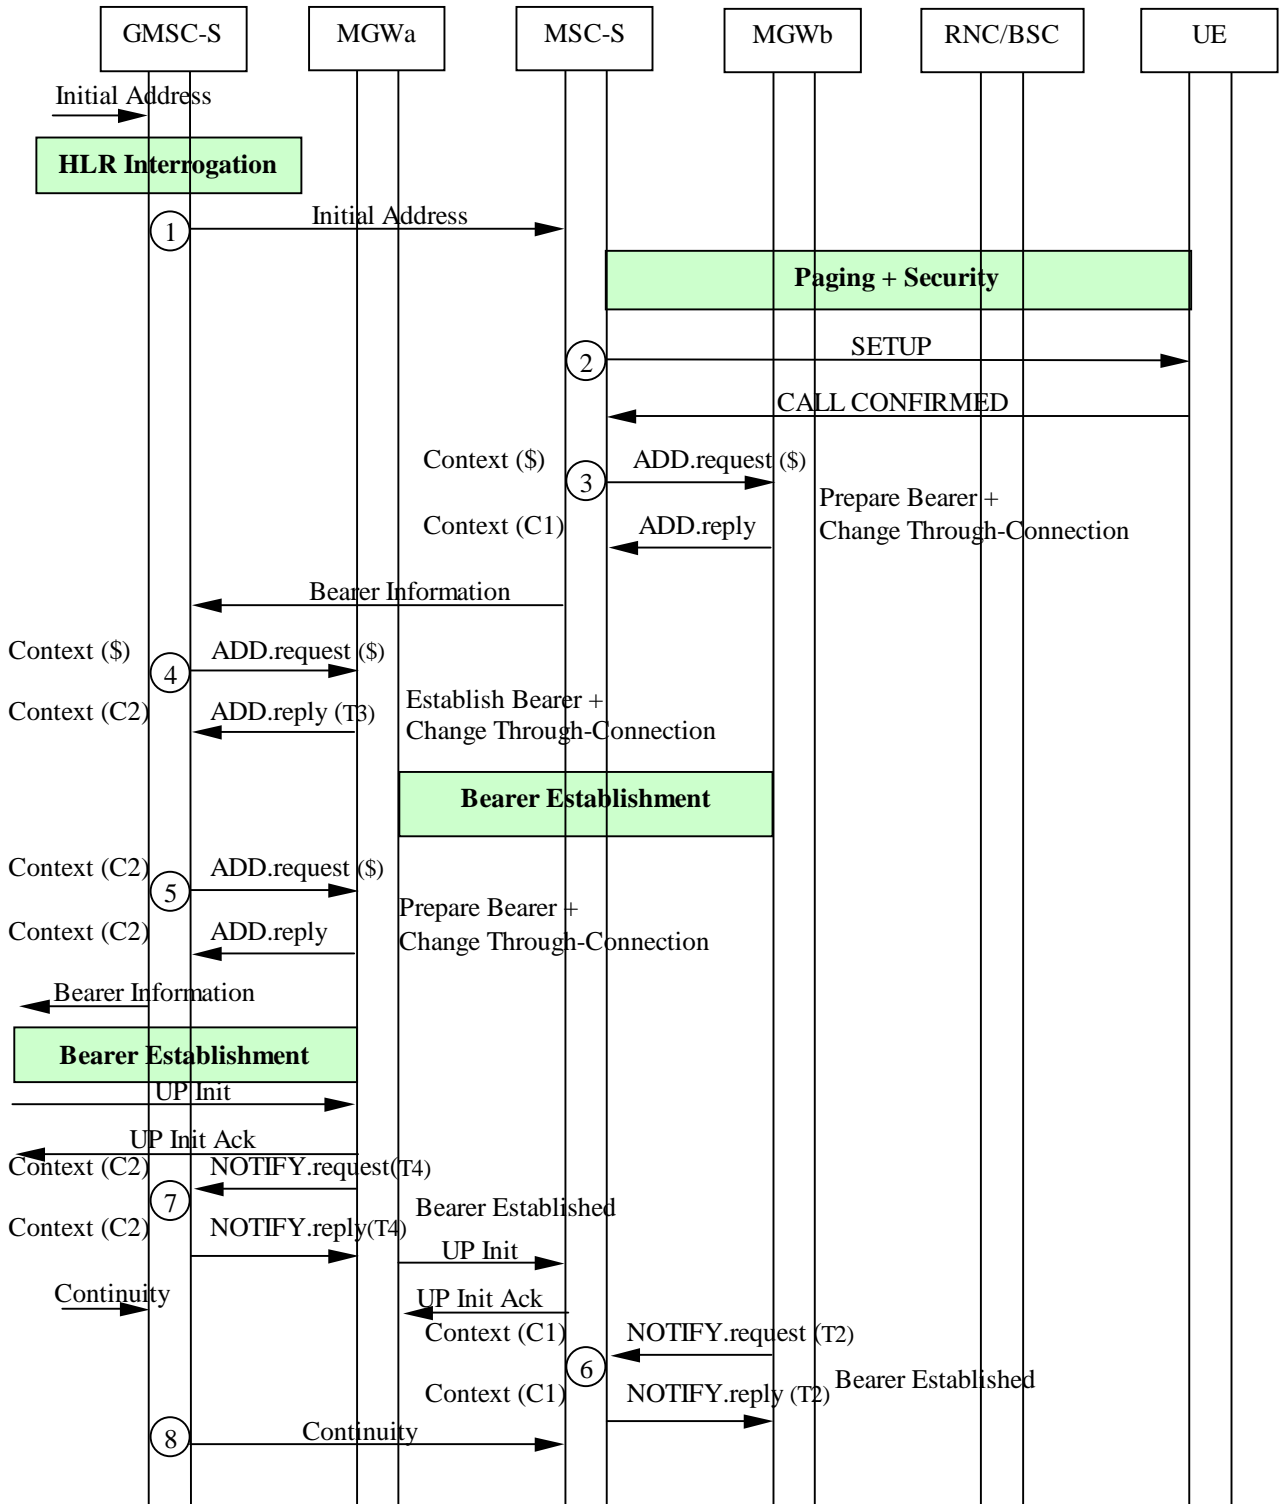 GMSC-S MGWa MSC-S MGWb RNC/BSC UE
Initial Address
HLR Interrogation
1 Initial Address
Paging + Security
2 SETUP
CALL CONFIRMED
Context ($) 3 ADD.request ($)
Prepare Bearer +
Change Through-Connection
Context (C1) ADD.reply
Bearer Information
Context ($) 4 ADD.request ($)
Establish Bearer +
Change Through-Connection
Context (C2) ADD.reply (T3)
Bearer Establishment
Context (C2) 5 ADD.request ($)
Prepare Bearer +
Change Through-Connection
Context (C2) ADD.reply
Bearer Information
Bearer Establishment
UP Init
UP Init Ack
Context (C2) 7 NOTIFY.request(T4)
Bearer Established
Context (C2) NOTIFY.reply(T4)
UP Init
Continuity
UP Init Ack
Context (C1) 6 NOTIFY.request (T2)
Bearer Established
Context (C1) NOTIFY.reply (T2)
8 Continuity